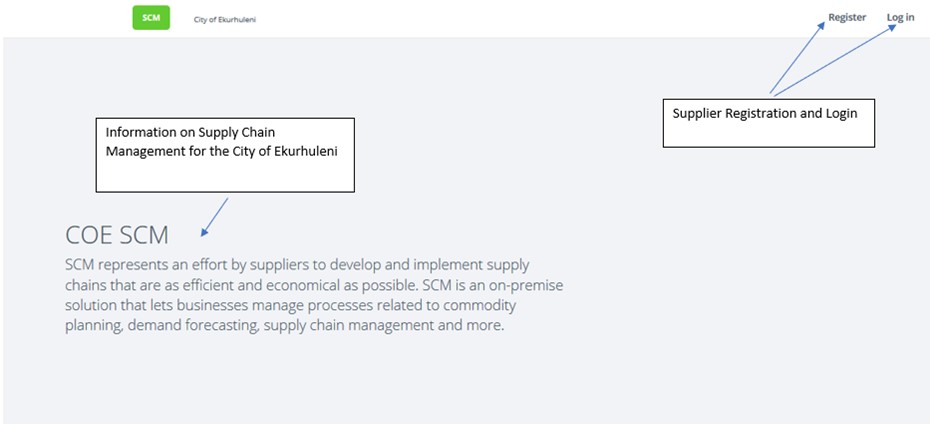 SCM
City of Ekurhuleni
Register
Log in
Supplier Registration and Login
Information on Supply Chain
Management for the City of Ekurhuleni
COE SCM
SCM represents an effort by suppliers to develop and implement supply
chains that are as efficient and economical as possible. SCM is an on-premise
solution that lets businesses manage processes related to commodity
planning, demand forecasting, supply chain management and more.